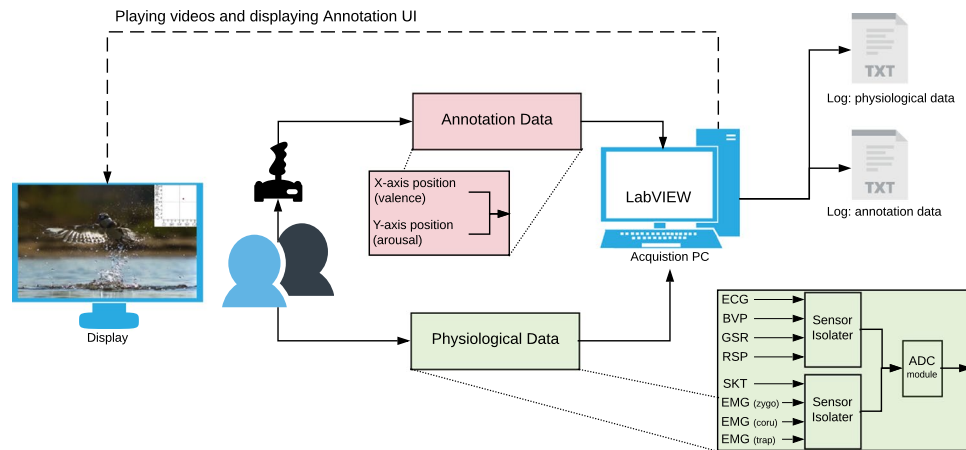 Playing videos and displaying Annotation UI
TXT
Log: physiological data
Annotation Data
X-axis position
(valence)
Y-axis position
(arousal)
LabVIEW
TXT
Log: annotation data
Acquistion PC
Display
Physiological Data
ECG
BVP
GSR
RSP
Sensor
Isolater
SKT
EMG (zygo)
EMG (coru)
EMG (trap)
Sensor
Isolater
ADC
module